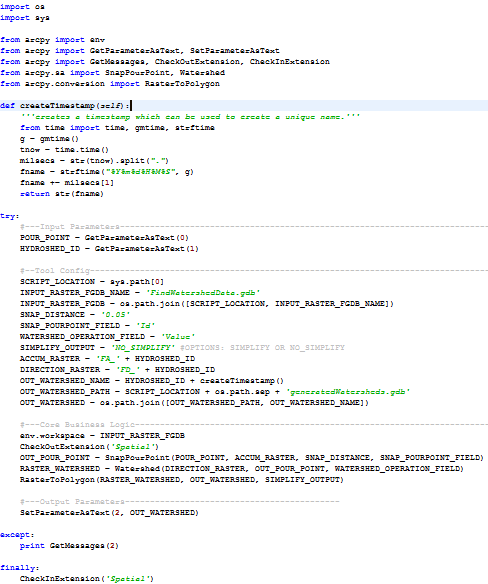 import os
import sys

from arcpy import env
from arcpy import GetParameterAsText, SetParameterAsText
from arcpy import GetMessages, CheckOutExtension, CheckInExtension
from arcpy.sa import SnapPourPoint, Watershed
from arcpy.conversion import RasterToPolygon

def createTimestamp(self):
    '''creates a timestamp which can be used to create a unique name.'''
    from time import time, gmtime, strftime
    g = gmtime()
    tnow = time.time()
    milsecs = str(tnow).split(".")
    fname = strftime("%Y%m%d%H%M%S", g)
    fname += milsecs[1]
    return str(fname)

try:
    #---Input Parameters---
    POUR_POINT = GetParameterAsText(0)
    HYDROSHED_ID = GetParameterAsText(1)

    #--Tool Config---
    SCRIPT_LOCATION = sys.path[0]
    INPUT_RASTER_FGDB_NAME = 'FindWatershedData.gdb'
    INPUT_RASTER_FGDB = os.path.join([SCRIPT_LOCATION, INPUT_RASTER_FGDB_NAME])
    SNAP_DISTANCE = '0.05'
    SNAP_POURPOINT_FIELD = 'Id'
    WATERSHED_OPERATION_FIELD = 'Value'
    SIMPLIFY_OUTPUT = 'NO_SIMPLIFY' #OPTIONS: SIMPLIFY OR NO_SIMPLIFY
    ACCUM_RASTER = 'FA_' + HYDROSHED_ID
    DIRECTION_RASTER = 'FD_' + HYDROSHED_ID
    OUT_WATERSHED_NAME = HYDROSHED_ID + createTimestamp()
    OUT_WATERSHED_PATH = SCRIPT_LOCATION + os.path.sep + 'generatedWatersheds.gdb'
    OUT_WATERSHED = os.path.join([OUT_WATERSHED_PATH, OUT_WATERSHED_NAME])

    #---Core Business Logic---
    env.workspace = INPUT_RASTER_FGDB
    CheckOutExtension('Spatial')
    OUT_POUR_POINT = SnapPourPoint(POUR_POINT, ACCUM_RASTER, SNAP_DISTANCE, SNAP_POURPOINT_FIELD)
    RASTER_WATERSHED = Watershed(DIRECTION_RASTER, OUT_POUR_POINT, WATERSHED_OPERATION_FIELD)
    RasterToPolygon(RASTER_WATERSHED, OUT_WATERSHED, SIMPLIFY_OUTPUT)

    #---Output Parameters---
    SetParameterAsText(2, OUT_WATERSHED)

except:
    print GetMessages(2)

finally:
    CheckInExtension('Spatial')